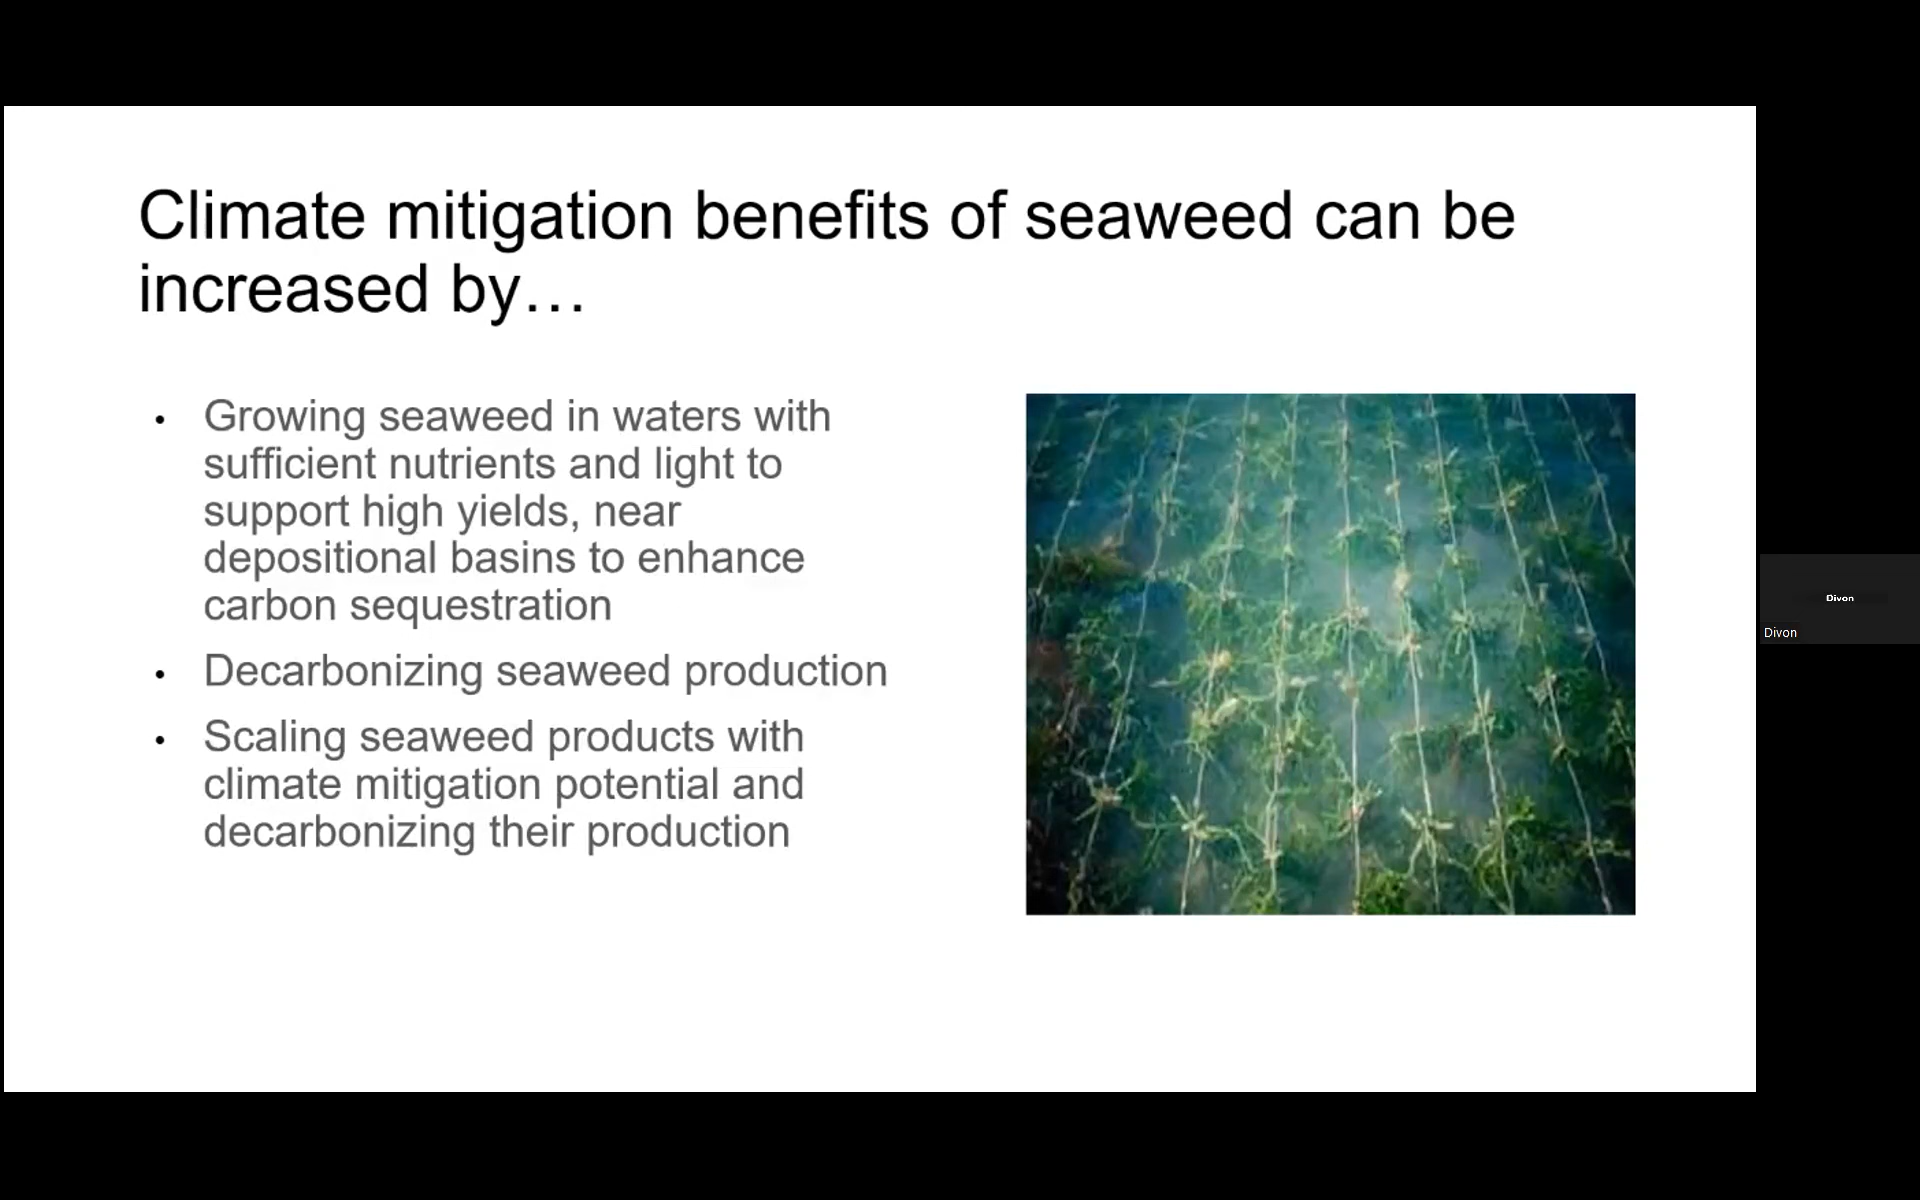 Climate mitigation benefits of seaweed can be
increased by…
• Growing seaweed in waters with
sufficient nutrients and light to
support high yields, near
depositional basins to enhance
carbon sequestration
• Decarbonizing seaweed production
• Scaling seaweed products with
climate mitigation potential and
decarbonizing their production
Divon
Divon